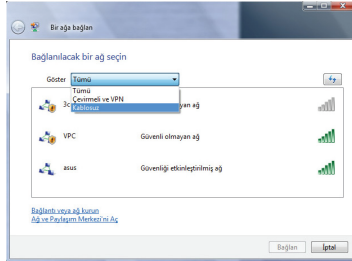 Bir ağa bağlan
Bağlanılacak bir ağ seçin
Göster Tümü
Tümü
Çevirmeli ve VPN
Kablosuz
3c yan ağ
VPC Güvenli olmayan ağ
asus Güvenliği etkinleştirilmiş ağ
Bağlantı veya ağ kurun
Ağ ve Paylaşım Merkezi'ni Aç
Bağlan İptal